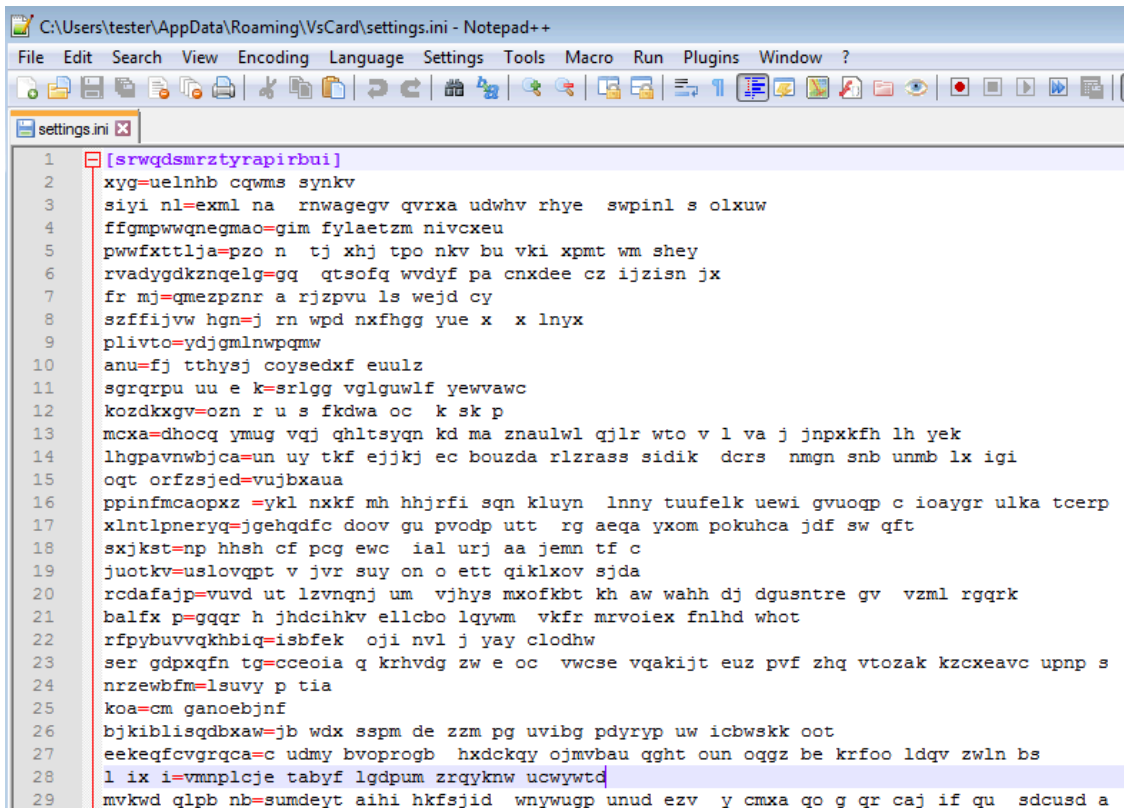 C:\Users\tester\AppData\Roaming\VsCard\settings.ini - Notepad++
File Edit Search View Encoding Language Settings Tools Macro Run Plugins Window ?
settings.ini
1 [srwqdsmrztyrapirbui]
2 xyg=uelnhb cqwms synkv
3 siyi nl=exml na  rnwagegv qvrxa udwhv rhye  swpinl s olxuw
4 ffgmpwwqnegmao=gim fylaetzm nivcxeu
5 pwwfxttlja=pzo n  tj xhj tpo nkv bu vki xpmt wm shey
6 rvadygdkznqelg=gq  qtsofq wvdyf pa cnxdee cz ijzisn jx
7 fr mj=qmezpznr a rjzpvu ls wejd cy
8 szffijvw hgn=j rn wpd nxfhgg yue x  x lnyx
9 plivto=ydjgmlnwpqmw
10 anu=fj tthysj coysedxf euulz
11 sgrqrpu uu e k=srlgg vglguwlf yewvawc
12 kozdkxgv=ozn r u s fkdwa oc  k sk p
13 mcxa=dhocq ymug vqj qhltsyqn kd ma znaulwl qjlr wto v l va j jnpxkfh lh yek
14 lhgpavnwbjca=un uy tkf ejjkj ec bouzda rlzrass sidik  dcrs  nmgn snb unmb lx igi
15 oqt orfzsjed=vujbxaua
16 ppinfmcaopxz =ykl nxkf mh hhjrfi sqn kluyn  lnny tuufelk uewi gvuoqp c ioaygr ulka tcerp
17 xlntlpneryq=jgehqdfc doov gu pvodp utt  rg aeqa yxom pokuhca jdf sw qft
18 sxjkst=np hhsh cf pcg ewc  ial urj aa jemn tf c
19 juotkv=uslovqpt v jvr suy on o ett qiklxov sjda
20 rcdafajp=vuvd ut lzvnqnj um  vjhys mxofkbt kh aw wahh dj dgusntre gv  vzml rgqrk
21 balfx p=gqqr h jhdcihkv ellcbo lqywm  vkfr mrvoiex fnlhd whot
22 rfpybuvvqkhbiq=isbfek  oji nvl j yay clodhw
23 ser gdpxqfn tg=cceoia q krhvdg zw e oc  vwcse vqakijt euz pvf zhq vtozak kzcxeavc upnp s
24 nrzewbfm=lsuvy p tia
25 koa=cm ganoebjnf
26 bjkiblisqdbxaw=jb wdx sspm de zzm pg uvibg pdyryp uw icbwskk oot
27 eekeqfcvgrqca=c udmy bvoprogb  hxdckqy ojmvbau qght oun oqgz be krfoo ldqv zwln bs
28 l ix i=vmnplcje tabyf lgdpum zrqyknw ucwywtd
29 mvkwd qlpb nb=sumdeyt aihi hkfsjid  wnywugp unud ezv  y cmxa qo g qr caj if qu  sdcusd a